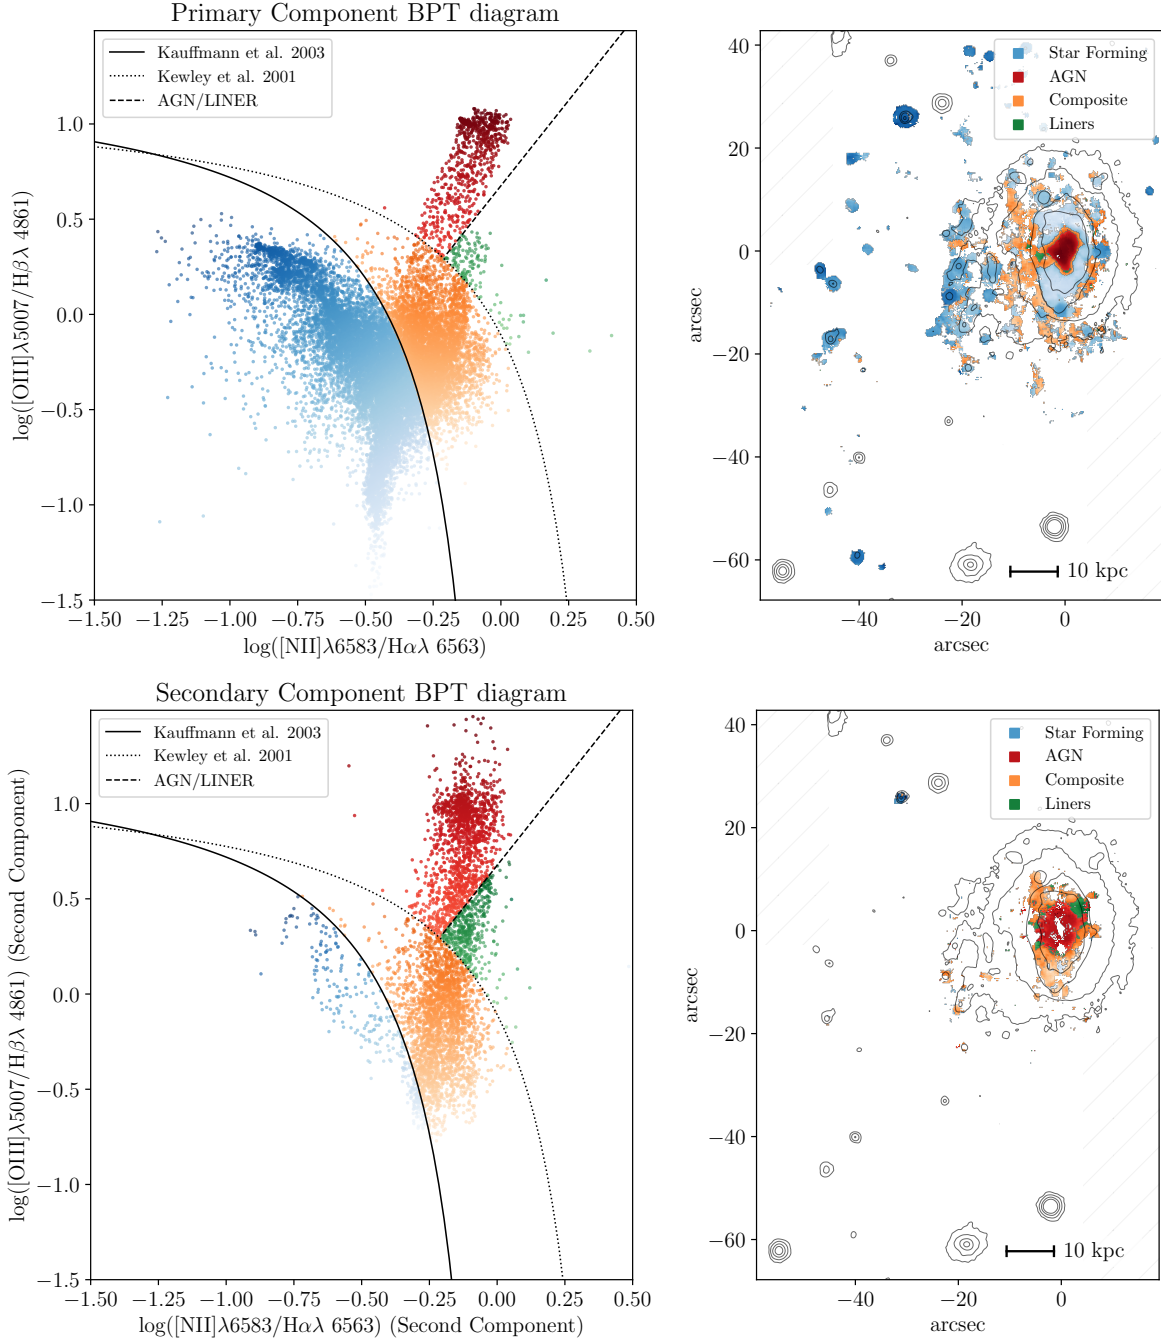 Primary Component BPT diagram
Kauffmann et al. 2003
Kewley et al. 2001
AGN/LINER
log([OIII]λ5007/Hβλ 4861)
1.0
0.5
0.0
−0.5
−1.0
−1.5
−1.50
−1.25
−1.00
−0.75
−0.50
−0.25
0.00
0.25
0.50
log([NII]λ6583/Hαλ 6563)
Star Forming
AGN
Composite
Liners
arcsec
40
20
0
−20
−40
−60
10 kpc
−40
−20
0
arcsec
Secondary Component BPT diagram
Kauffmann et al. 2003
Kewley et al. 2001
AGN/LINER
log([OIII]λ5007/Hβλ 4861) (Second Component)
1.0
0.5
0.0
−0.5
−1.0
−1.5
−1.50
−1.25
−1.00
−0.75
−0.50
−0.25
0.00
0.25
0.50
log([NII]λ6583/Hαλ 6563) (Second Component)
Star Forming
AGN
Composite
Liners
arcsec
40
20
0
−20
−40
−60
10 kpc
−40
−20
0
arcsec